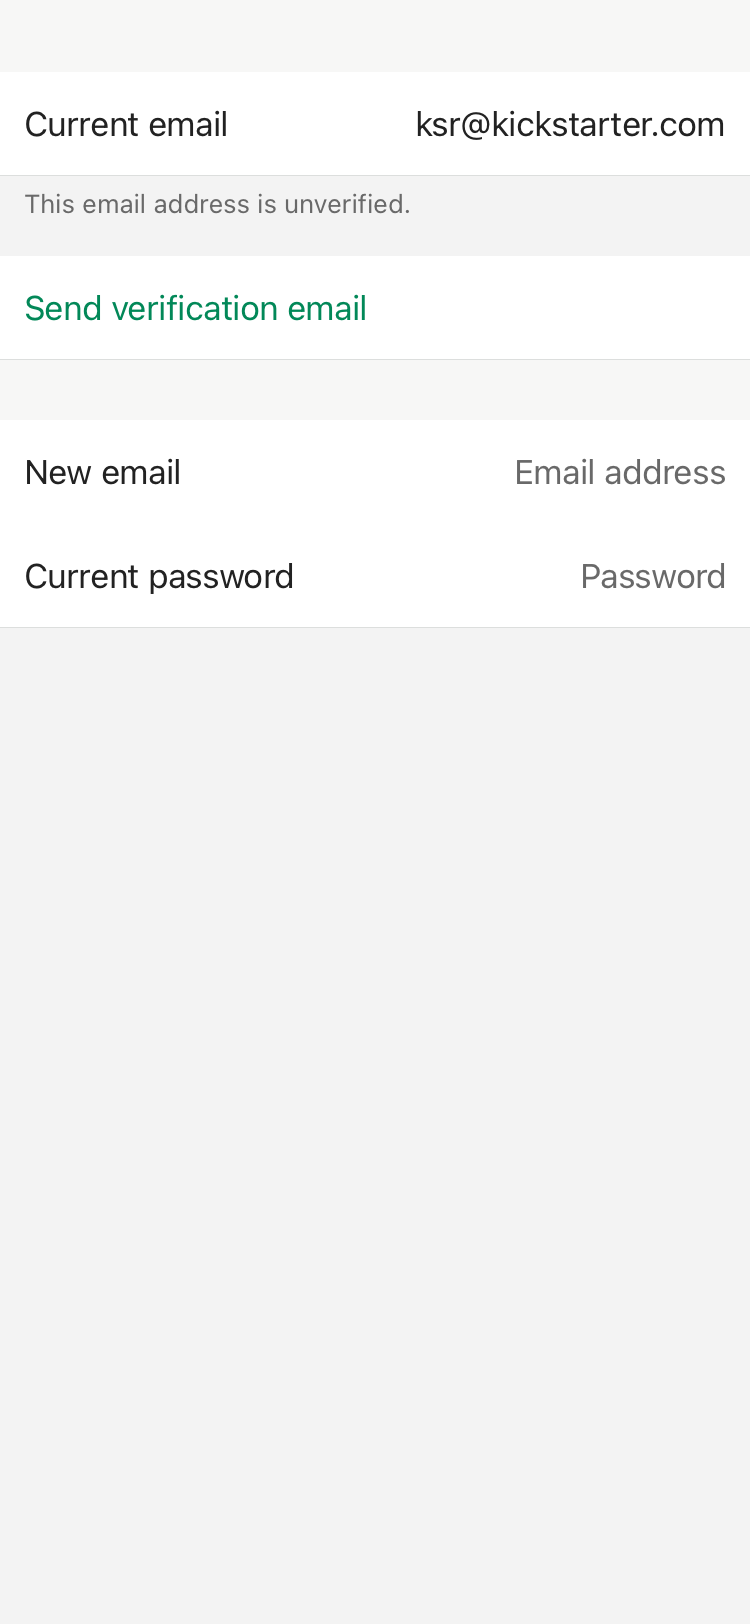 Current email ksr@kickstarter.com
This email address is unverified.
Send verification email
New email Email address
Current password Password